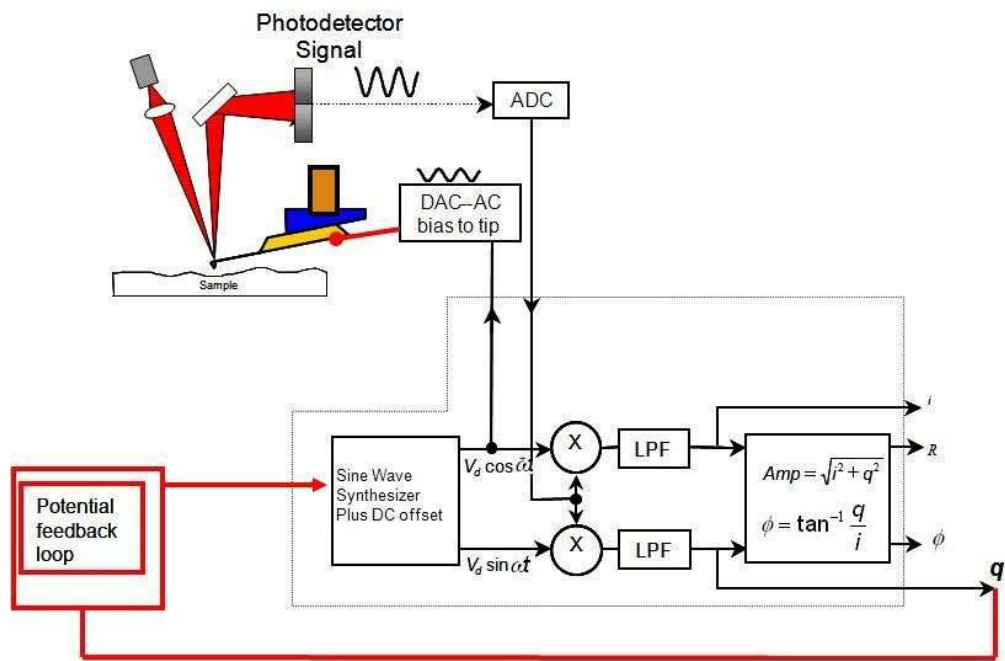 Photodetector
Signal
ADC
DAC--AC
bias to tip
Sample
i
X
LPF
R
V_d cos ῶt
Sine Wave
Synthesizer
Plus DC offset
Amp = √i² + q²
Potential
feedback
loop
φ = tan⁻¹ q/i
φ
X
LPF
V_d sin ωt
q